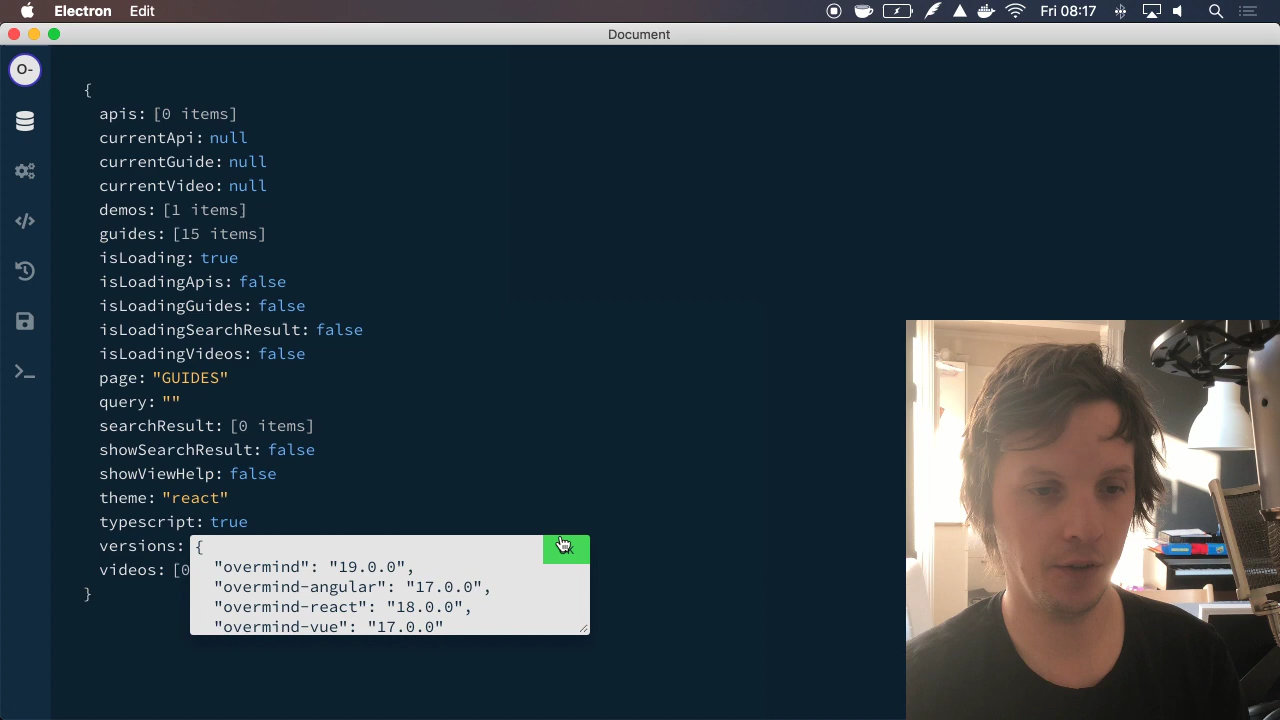 Electron Edit Fri 08:17
Document
O-
{
apis: [0 items]
currentApi: null
currentGuide: null
currentVideo: null
demos: [1 items]
guides: [15 items]
isLoading: true
isLoadingApis: false
isLoadingGuides: false
isLoadingSearchResult: false
isLoadingVideos: false
page: "GUIDES"
query: ""
searchResult: [0 items]
showSearchResult: false
showViewHelp: false
theme: "react"
typescript: true
versions: {
"overmind": "19.0.0",
"overmind-angular": "17.0.0",
"overmind-react": "18.0.0",
"overmind-vue": "17.0.0"
videos: [0
}